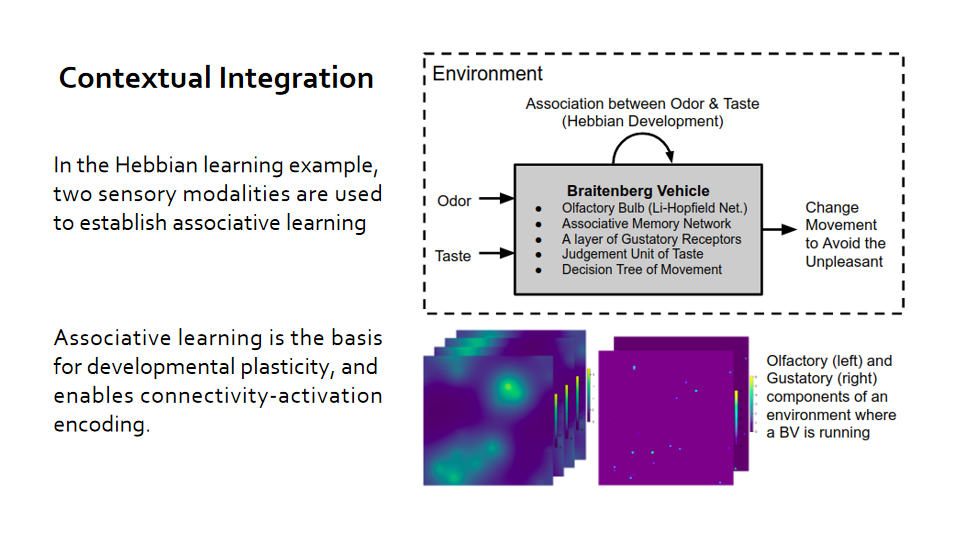 Contextual Integration
In the Hebbian learning example,
two sensory modalities are used
to establish associative learning
Associative learning is the basis
for developmental plasticity, and
enables connectivity-activation
encoding.
Environment
Association between Odor & Taste
(Hebbian Development)
Odor
Taste
Braitenberg Vehicle
● Olfactory Bulb (Li-Hopfield Net.)
● Associative Memory Network
● A layer of Gustatory Receptors
● Judgement Unit of Taste
● Decision Tree of Movement
Change
Movement
to Avoid the
Unpleasant
Olfactory (left) and
Gustatory (right)
components of an
environment where
a BV is running